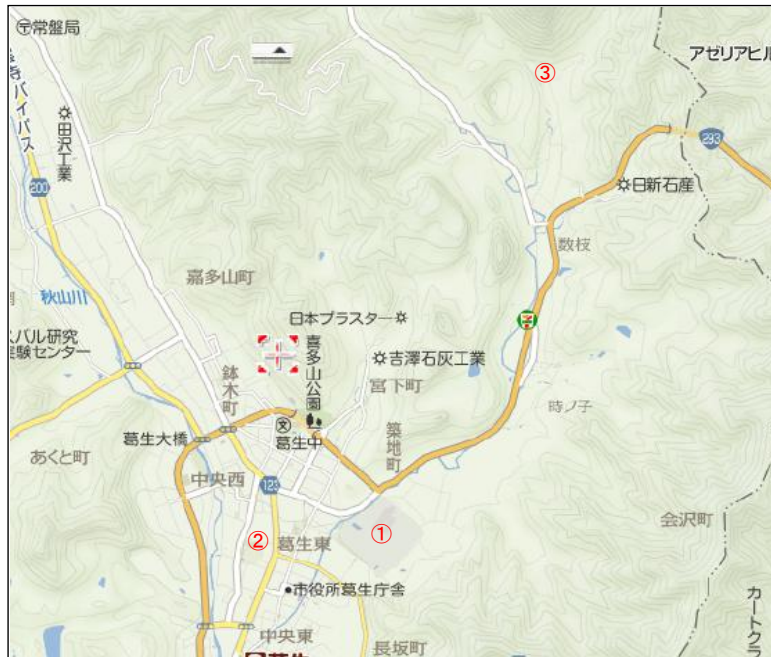 〒常盤局
バイパス
田沢工業
200
秋山川
嘉多山町
バル研究
実験センター
日本プラスター
喜多山公園
吉澤石灰工業
宮下町
鉢木町
文
葛生中
築地町
葛生大橋
あくと町
中央西
123
②
葛生東
①
市役所葛生庁舎
中央東
長坂町
葛生
③
アゼリアヒル
293
日新石産
数枝
時ノ子
会沢町
カートクラ